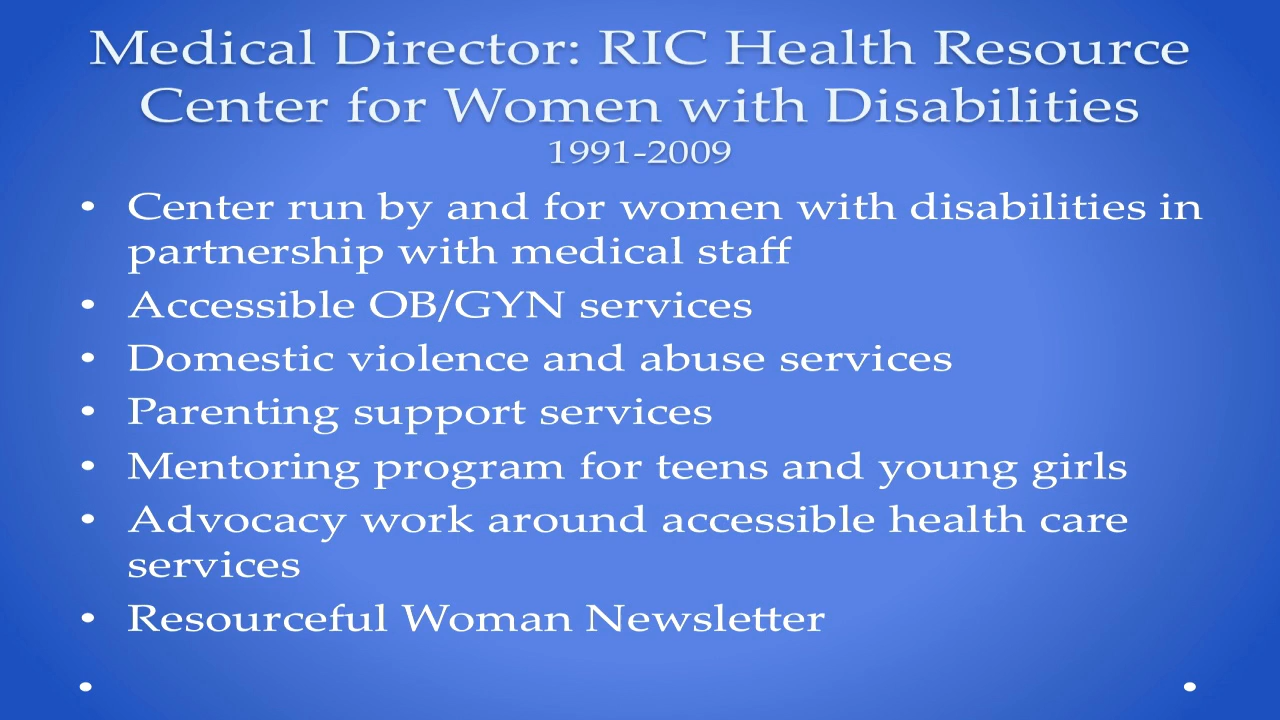 Medical Director: RIC Health Resource
Center for Women with Disabilities
1991-2009
• Center run by and for women with disabilities in
partnership with medical staff
• Accessible OB/GYN services
• Domestic violence and abuse services
• Parenting support services
• Mentoring program for teens and young girls
• Advocacy work around accessible health care
services
• Resourceful Woman Newsletter